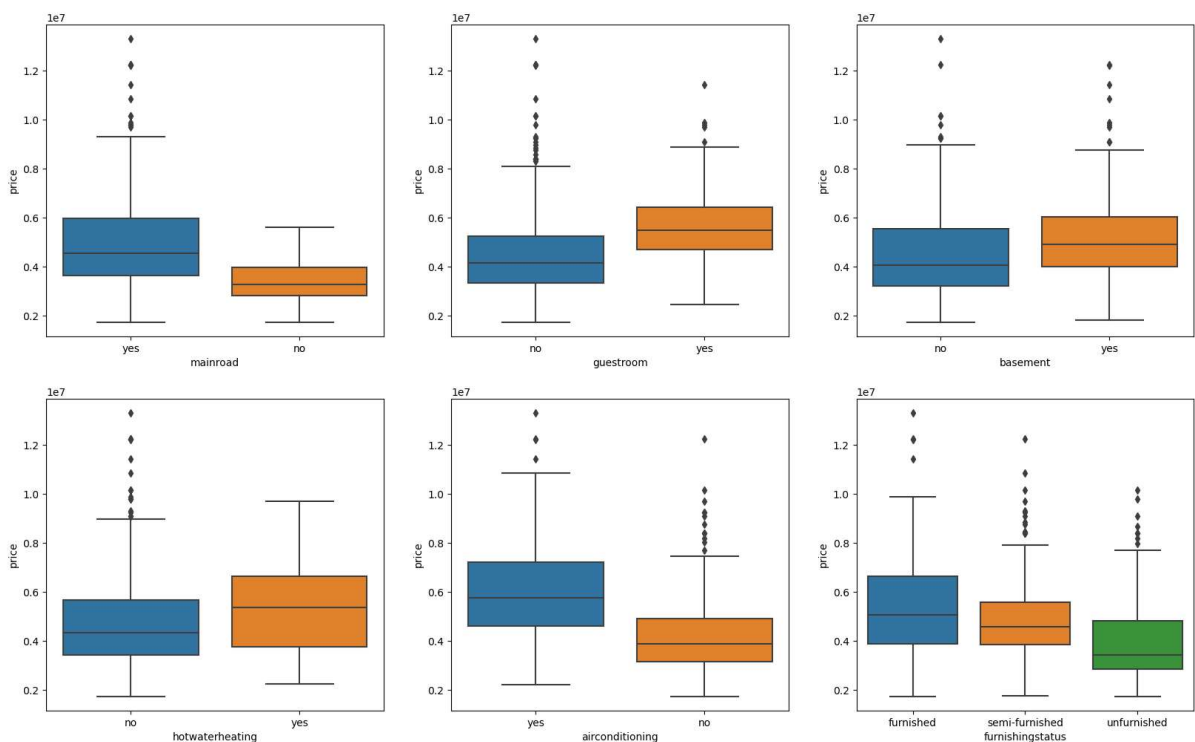 1e7
1.2
1.0
0.8
0.6
0.4
0.2
price
yes no
mainroad
1e7
1.2
1.0
0.8
0.6
0.4
0.2
price
no yes
guestroom
1e7
1.2
1.0
0.8
0.6
0.4
0.2
price
no yes
basement
1e7
1.2
1.0
0.8
0.6
0.4
0.2
price
no yes
hotwaterheating
1e7
1.2
1.0
0.8
0.6
0.4
0.2
price
yes no
airconditioning
1e7
1.2
1.0
0.8
0.6
0.4
0.2
price
furnished semi-furnished unfurnished
furnishingstatus